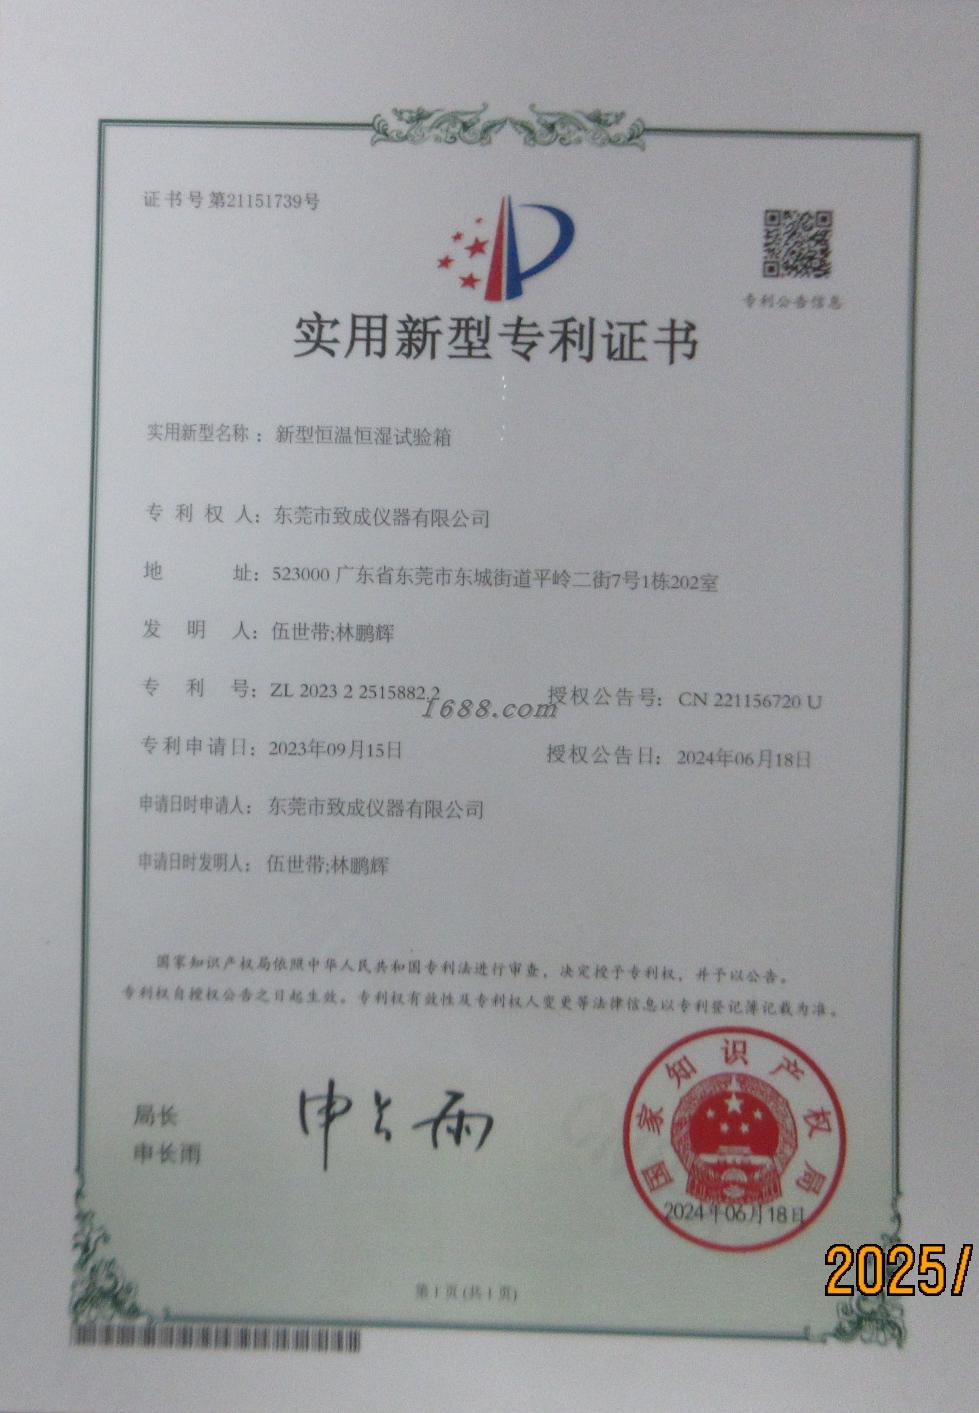 证书号第21151739号
专利公告信息
实用新型专利证书
实用新型名称：新型恒温恒湿试验箱
专利权人：东莞市致成仪器有限公司
地址：523000 广东省东莞市东城街道平岭二街7号1栋202室
发明人：伍世带;林鹏辉
专利号：ZL 2023 2 2515882.2 授权公告号：CN 221156720 U
1688.com
专利申请日：2023年09月15日 授权公告日：2024年06月18日
申请日时申请人：东莞市致成仪器有限公司
申请日时发明人：伍世带;林鹏辉
国家知识产权局依照中华人民共和国专利法进行审查，决定授予专利权，并予以公告。
专利权自授权公告之日起生效。专利权有效性及专利权人变更等法律信息以专利登记簿记载为准。
局长
申长雨
申长雨
国家知识产权局
2024年06月18日
2025/
第1页(共1页)